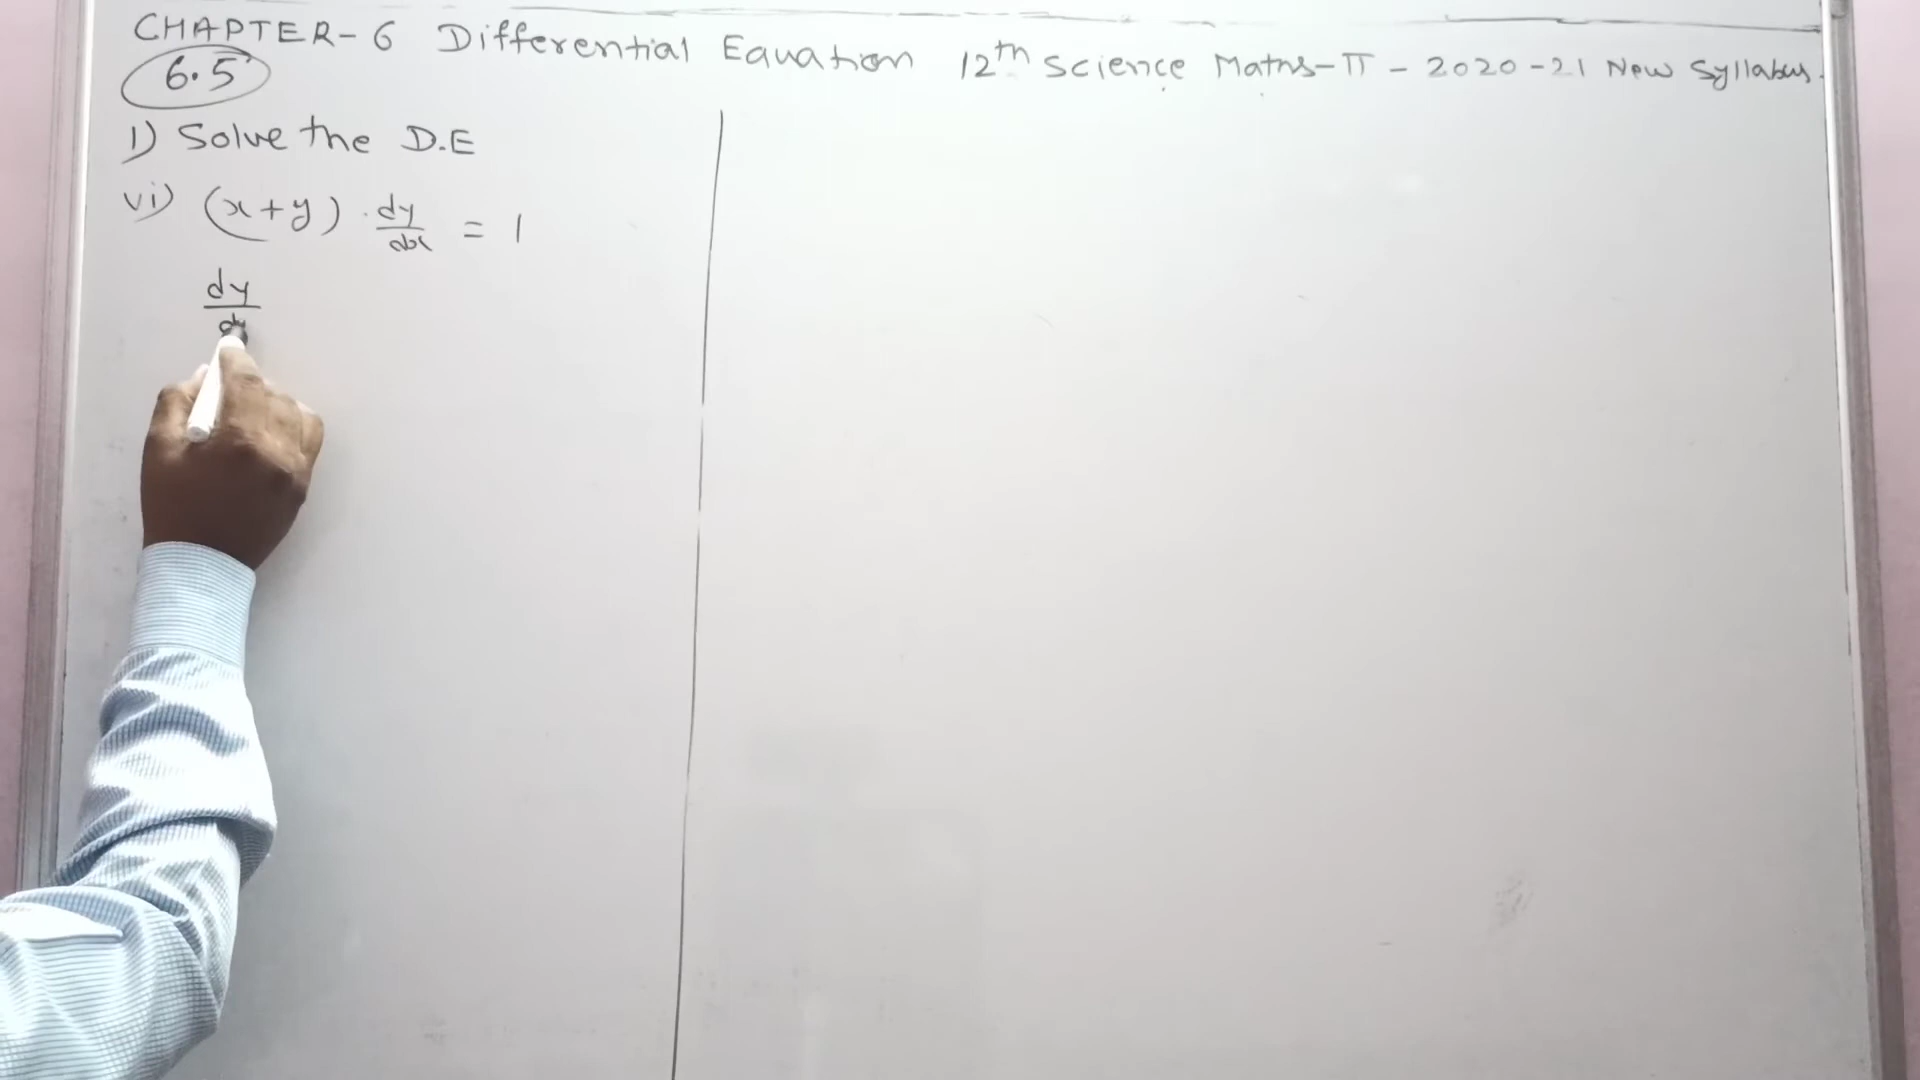 CHAPTER-6 Differential Equation 12th Science Maths-II - 2020-21 New Syllabus.
6.5
1) Solve the D.E
vi) (x+y) · dy/dx = 1
dy